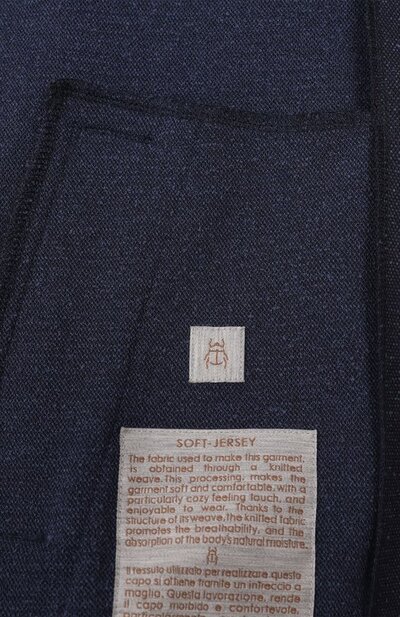 SOFT-JERSEY
The fabric used to make this garment,
is obtained through a knitted
weave. This processing, makes the
garment soft and comfortable, with a
particularly cozy feeling touch, and
enjoyable to wear. Thanks to the
structure of its weave, the knitted fabric
promotes the breathability, and the
absorption of the body's natural moisture.
Il tessuto utilizzato per realizzare questo
capo si ottiene tramite un intreccio a
maglia. Questa lavorazione, rende
il capo morbido e confortevole,